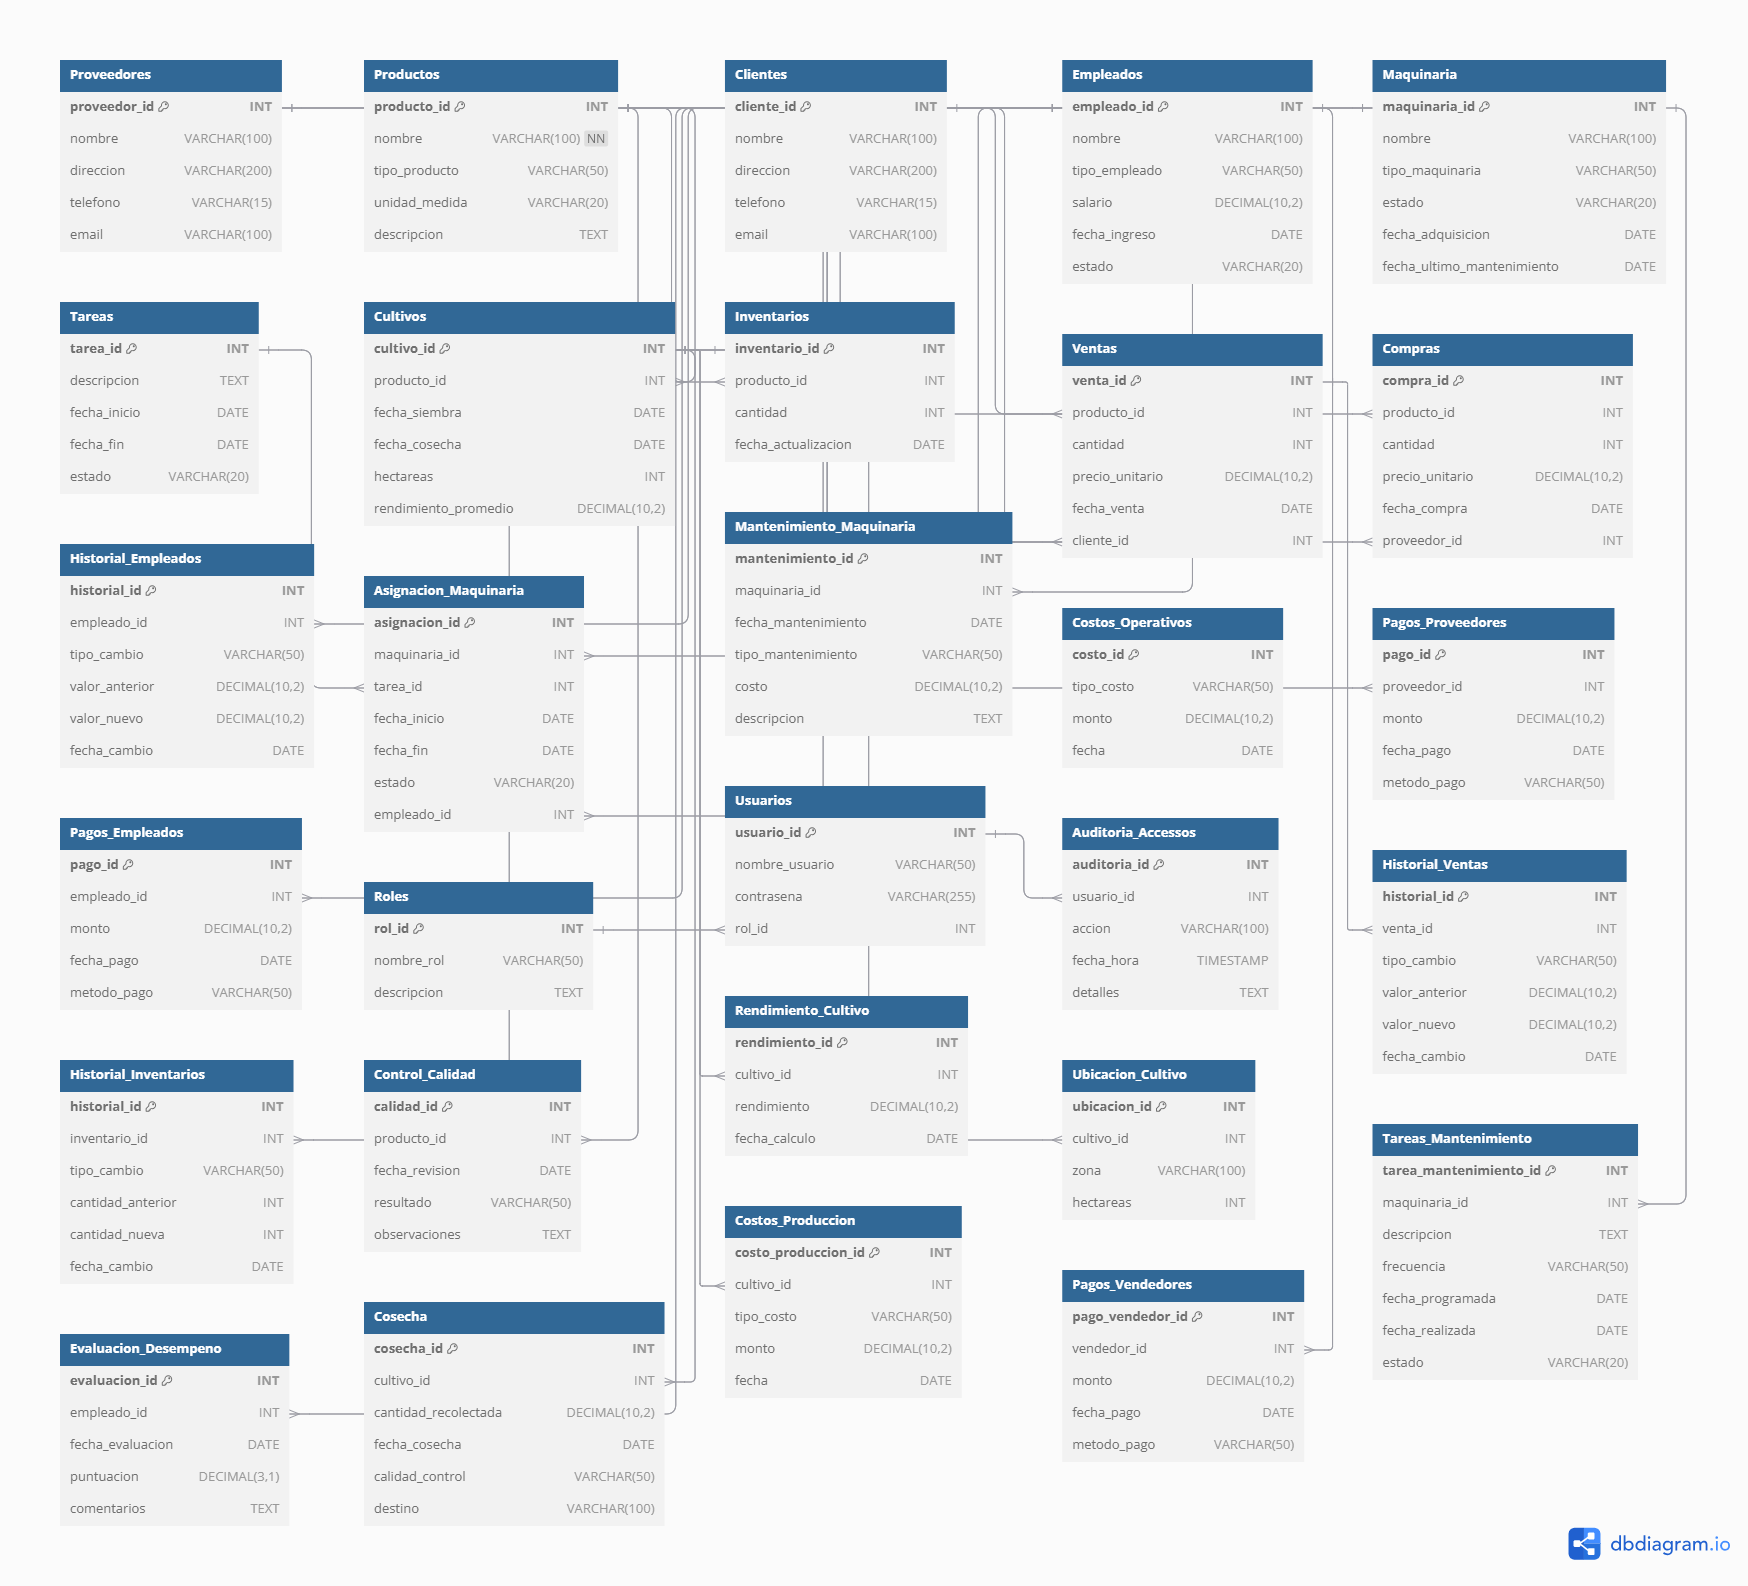 Proveedores
proveedor_id INT
nombre VARCHAR(100)
direccion VARCHAR(200)
telefono VARCHAR(15)
email VARCHAR(100)
Productos
producto_id INT
nombre VARCHAR(100) NN
tipo_producto VARCHAR(50)
unidad_medida VARCHAR(20)
descripcion TEXT
Clientes
cliente_id INT
nombre VARCHAR(100)
direccion VARCHAR(200)
telefono VARCHAR(15)
email VARCHAR(100)
Empleados
empleado_id INT
nombre VARCHAR(100)
tipo_empleado VARCHAR(50)
salario DECIMAL(10,2)
fecha_ingreso DATE
estado VARCHAR(20)
Maquinaria
maquinaria_id INT
nombre VARCHAR(100)
tipo_maquinaria VARCHAR(50)
estado VARCHAR(20)
fecha_adquisicion DATE
fecha_ultimo_mantenimiento DATE
Tareas
tarea_id INT
descripcion TEXT
fecha_inicio DATE
fecha_fin DATE
estado VARCHAR(20)
Cultivos
cultivo_id INT
producto_id INT
fecha_siembra DATE
fecha_cosecha DATE
hectareas INT
rendimiento_promedio DECIMAL(10,2)
Inventarios
inventario_id INT
producto_id INT
cantidad INT
fecha_actualizacion DATE
Ventas
venta_id INT
producto_id INT
cantidad INT
precio_unitario DECIMAL(10,2)
fecha_venta DATE
cliente_id INT
Compras
compra_id INT
producto_id INT
cantidad INT
precio_unitario DECIMAL(10,2)
fecha_compra DATE
proveedor_id INT
Historial_Empleados
historial_id INT
empleado_id INT
tipo_cambio VARCHAR(50)
valor_anterior DECIMAL(10,2)
valor_nuevo DECIMAL(10,2)
fecha_cambio DATE
Asignacion_Maquinaria
asignacion_id INT
maquinaria_id INT
tarea_id INT
fecha_inicio DATE
fecha_fin DATE
estado VARCHAR(20)
empleado_id INT
Mantenimiento_Maquinaria
mantenimiento_id INT
maquinaria_id INT
fecha_mantenimiento DATE
tipo_mantenimiento VARCHAR(50)
costo DECIMAL(10,2)
descripcion TEXT
Costos_Operativos
costo_id INT
tipo_costo VARCHAR(50)
monto DECIMAL(10,2)
fecha DATE
Pagos_Proveedores
pago_id INT
proveedor_id INT
monto DECIMAL(10,2)
fecha_pago DATE
metodo_pago VARCHAR(50)
Pagos_Empleados
pago_id INT
empleado_id INT
monto DECIMAL(10,2)
fecha_pago DATE
metodo_pago VARCHAR(50)
Roles
rol_id INT
nombre_rol VARCHAR(50)
descripcion TEXT
Usuarios
usuario_id INT
nombre_usuario VARCHAR(50)
contrasena VARCHAR(255)
rol_id INT
Auditoria_Accessos
auditoria_id INT
usuario_id INT
accion VARCHAR(100)
fecha_hora TIMESTAMP
detalles TEXT
Historial_Ventas
historial_id INT
venta_id INT
tipo_cambio VARCHAR(50)
valor_anterior DECIMAL(10,2)
valor_nuevo DECIMAL(10,2)
fecha_cambio DATE
Historial_Inventarios
historial_id INT
inventario_id INT
tipo_cambio VARCHAR(50)
cantidad_anterior INT
cantidad_nueva INT
fecha_cambio DATE
Control_Calidad
calidad_id INT
producto_id INT
fecha_revision DATE
resultado VARCHAR(50)
observaciones TEXT
Rendimiento_Cultivo
rendimiento_id INT
cultivo_id INT
rendimiento DECIMAL(10,2)
fecha_calculo DATE
Ubicacion_Cultivo
ubicacion_id INT
cultivo_id INT
zona VARCHAR(100)
hectareas INT
Tareas_Mantenimiento
tarea_mantenimiento_id INT
maquinaria_id INT
descripcion TEXT
frecuencia VARCHAR(50)
fecha_programada DATE
fecha_realizada DATE
estado VARCHAR(20)
Evaluacion_Desempeno
evaluacion_id INT
empleado_id INT
fecha_evaluacion DATE
puntuacion DECIMAL(3,1)
comentarios TEXT
Cosecha
cosecha_id INT
cultivo_id INT
cantidad_recolectada DECIMAL(10,2)
fecha_cosecha DATE
calidad_control VARCHAR(50)
destino VARCHAR(100)
Costos_Produccion
costo_produccion_id INT
cultivo_id INT
tipo_costo VARCHAR(50)
monto DECIMAL(10,2)
fecha DATE
Pagos_Vendedores
pago_vendedor_id INT
vendedor_id INT
monto DECIMAL(10,2)
fecha_pago DATE
metodo_pago VARCHAR(50)
dbdiagram.io